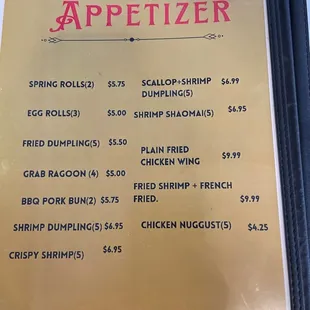 APPETIZER
SPRING ROLLS(2) $5.75
EGG ROLLS(3) $5.00
FRIED DUMPLING(5) $5.50
GRAB RAGOON (4) $5.00
BBQ PORK BUN(2) $5.75
SHRIMP DUMPLING(5) $6.95
CRISPY SHRIMP(5) $6.95
SCALLOP+SHRIMP $6.99
DUMPLING(5)
SHRIMP SHAOMAI(5) $6.95
PLAIN FRIED
CHICKEN WING $9.99
FRIED SHRIMP + FRENCH
FRIED. $9.99
CHICKEN NUGGUST(5) $4.25